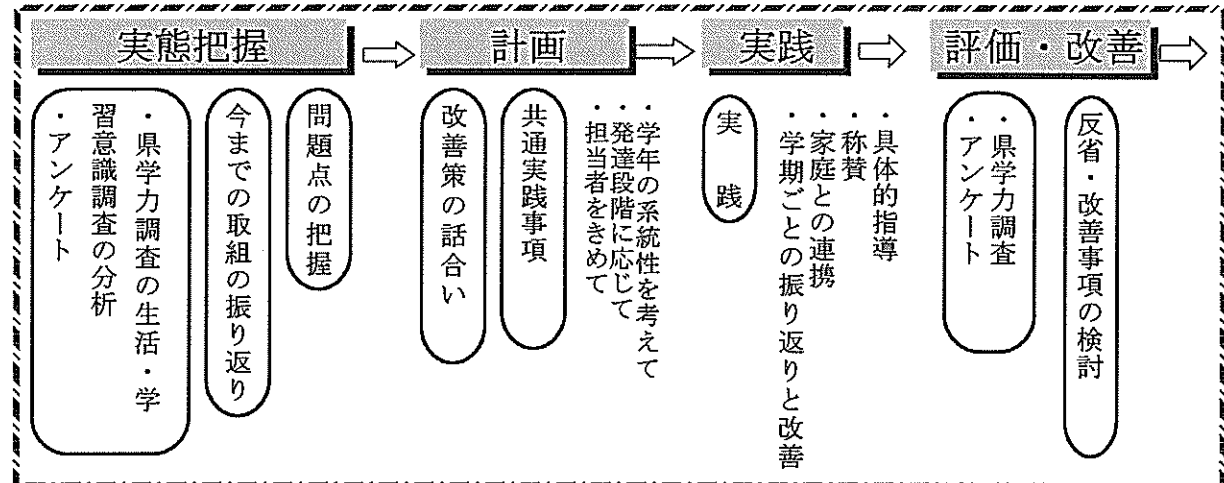 実態把握
計画
実践
評価・改善
問題点の把握
今までの取組の振り返り
・県学力調査の生活・学
習意識調査の分析
・アンケート
・学年の系統性を考えて
・発達段階に応じて
・担当者をきめて
共通実践事項
改善策の話合い
・具体的指導
・称賛
・家庭との連携
・学期ごとの振り返りと改善
実践
反省・改善事項の検討
・県学力調査
・アンケート